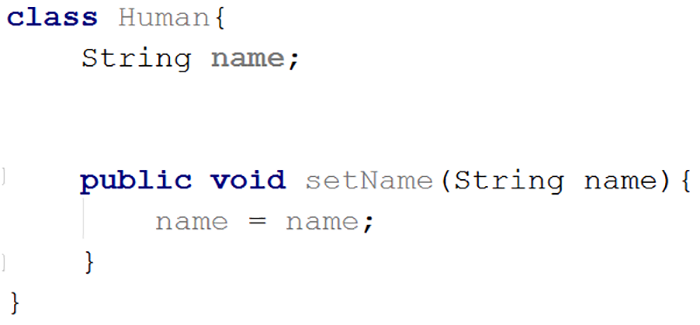 class Human{
String name;
public void setName(String name){
name = name;
}
}